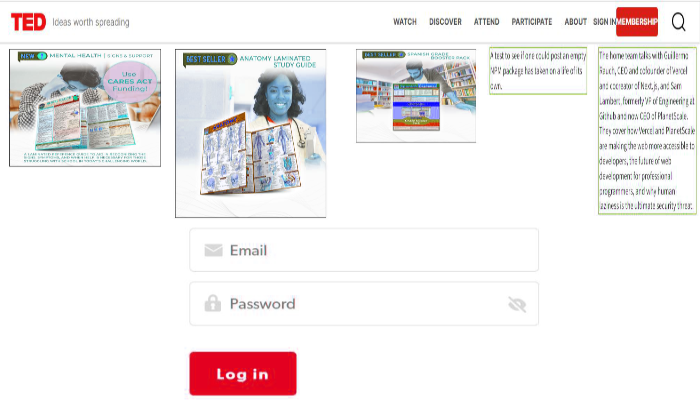 TED Ideas worth spreading WATCH DISCOVER ATTEND PARTICIPATE ABOUT SIGN IN MEMBERSHIP
NEW MENTAL HEALTH | SIGNS & SUPPORT
Use
CARES ACT
Funding!
BEST SELLER ANATOMY LAMINATED
STUDY GUIDE
BEST SELLER SPANISH GRADE
BOOSTER PACK
A test to see if one could post an empty
NPM package has taken on a life of its
own.
The home team talks with Guillermo
Rauch, CEO and cofounder of Vercel
and cocreator of Next.js, and Sam
Lambert, formerly VP of Engineering at
Github and now CEO of PlanetScale.
They cover how Vercel and PlanetScale
are making the web more accessible to
developers, the future of web
development for professional
programmers, and why human
laziness is the ultimate security threat.
Email
Password
Log in